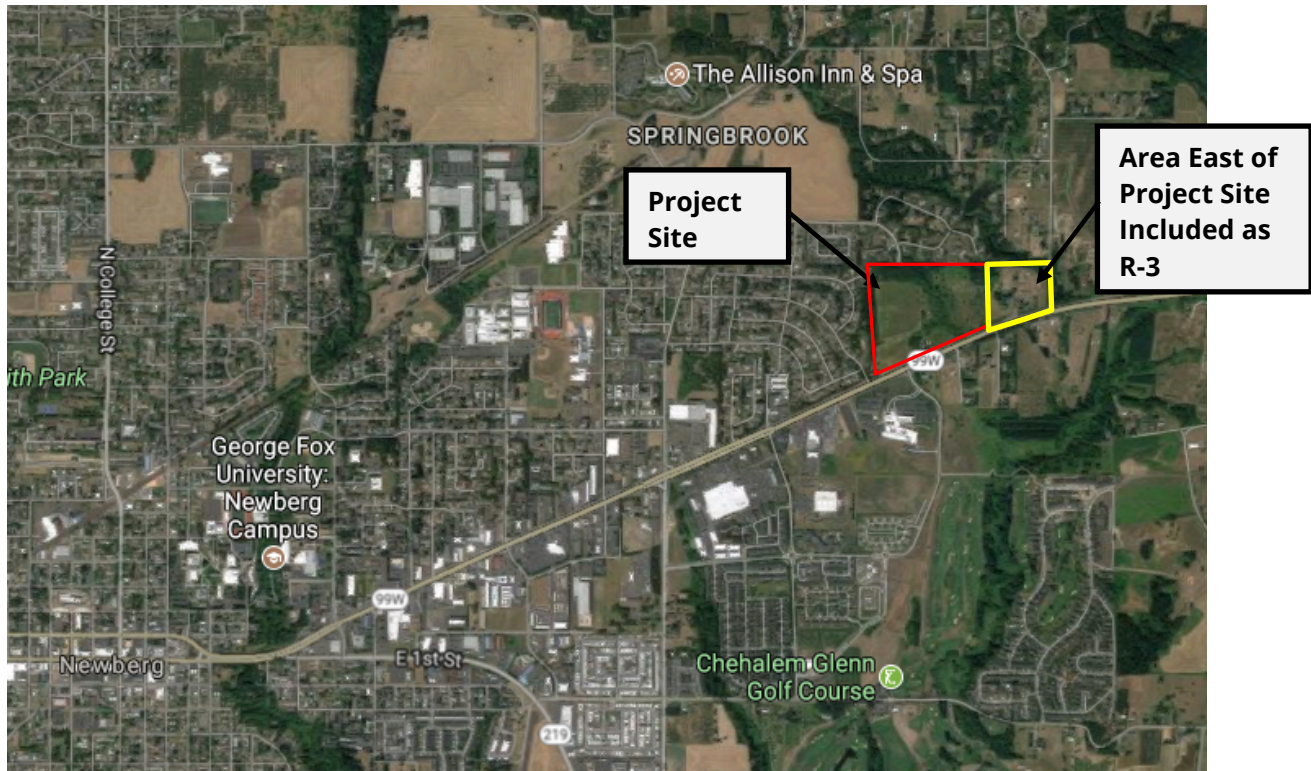 The Allison Inn & Spa
SPRINGBROOK
Area East of
Project Site
Included as
R-3
Project
Site
N College St
99W
ith Park
George Fox
University:
Newberg
Campus
99W
Newberg
E 1st St
Chehalem Glenn
Golf Course
219